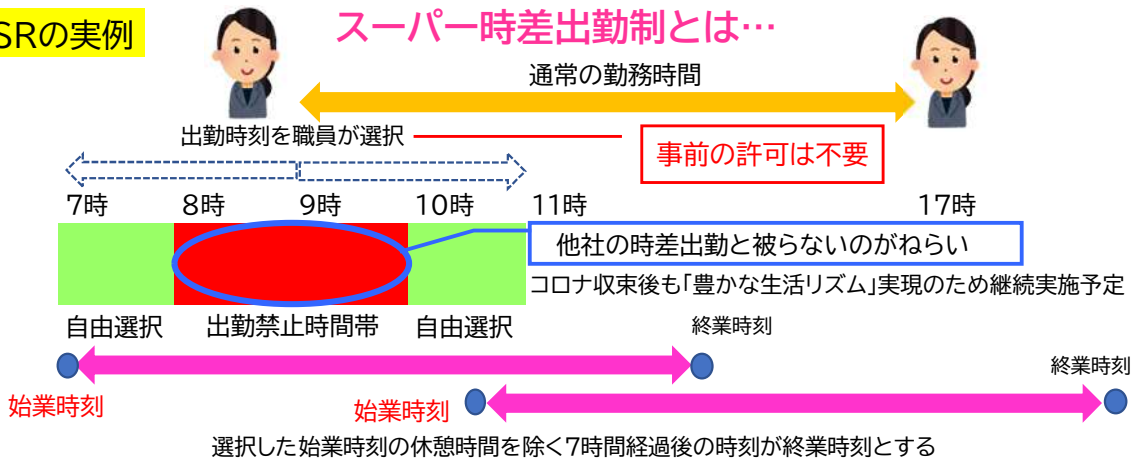 SRの実例
スーパー時差出勤制とは…
通常の勤務時間
出勤時刻を職員が選択
事前の許可は不要
7時 8時 9時 10時 11時 17時
他社の時差出勤と被らないのがねらい
コロナ収束後も「豊かな生活リズム」実現のため継続実施予定
自由選択 出勤禁止時間帯 自由選択
終業時刻
終業時刻
始業時刻
始業時刻
選択した始業時刻の休憩時間を除く7時間経過後の時刻が終業時刻とする